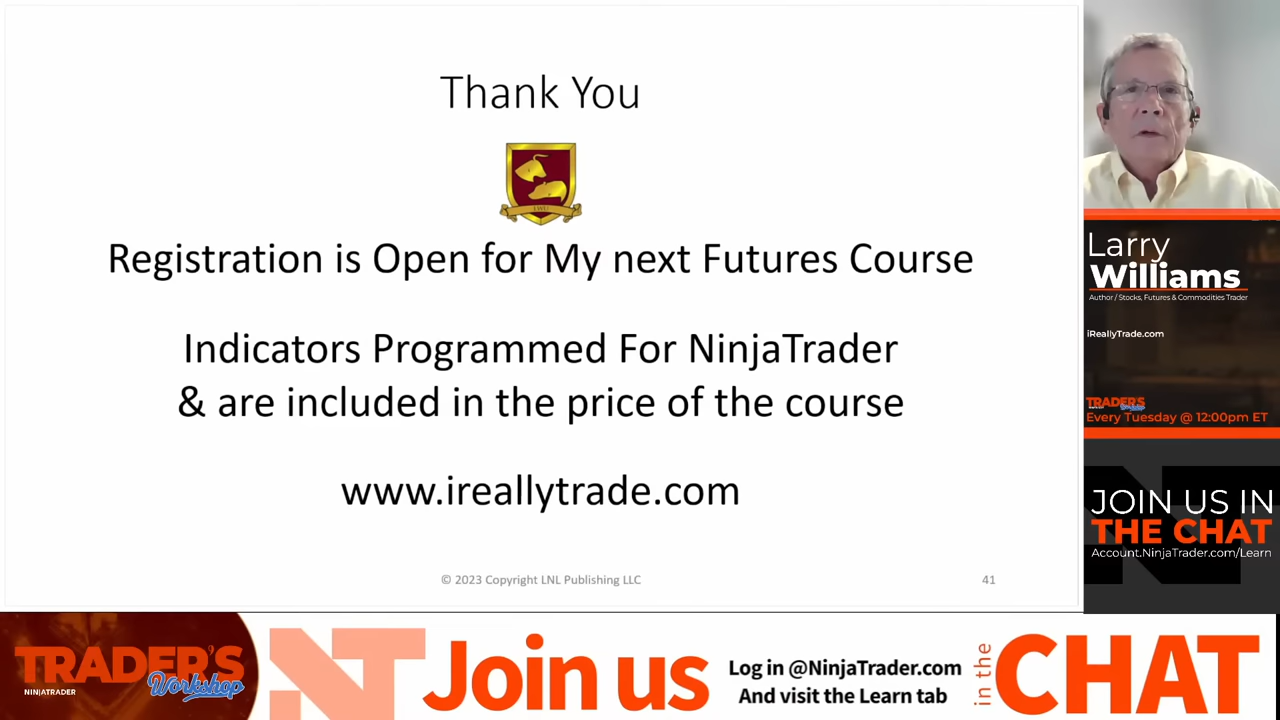 Thank You
LWU
Registration is Open for My next Futures Course
Indicators Programmed For NinjaTrader
& are included in the price of the course
www.ireallytrade.com
© 2023 Copyright LNL Publishing LLC
41
Larry
Williams
Author / Stocks, Futures & Commodities Trader
iReallyTrade.com
TRADER'S
Every Tuesday @ 12:00pm ET
JOIN US IN
THE CHAT
Account.NinjaTrader.com/Learn
TRADER'S
Workshop
NINJATRADER
Join us
Log in @NinjaTrader.com
And visit the Learn tab
in the
CHAT